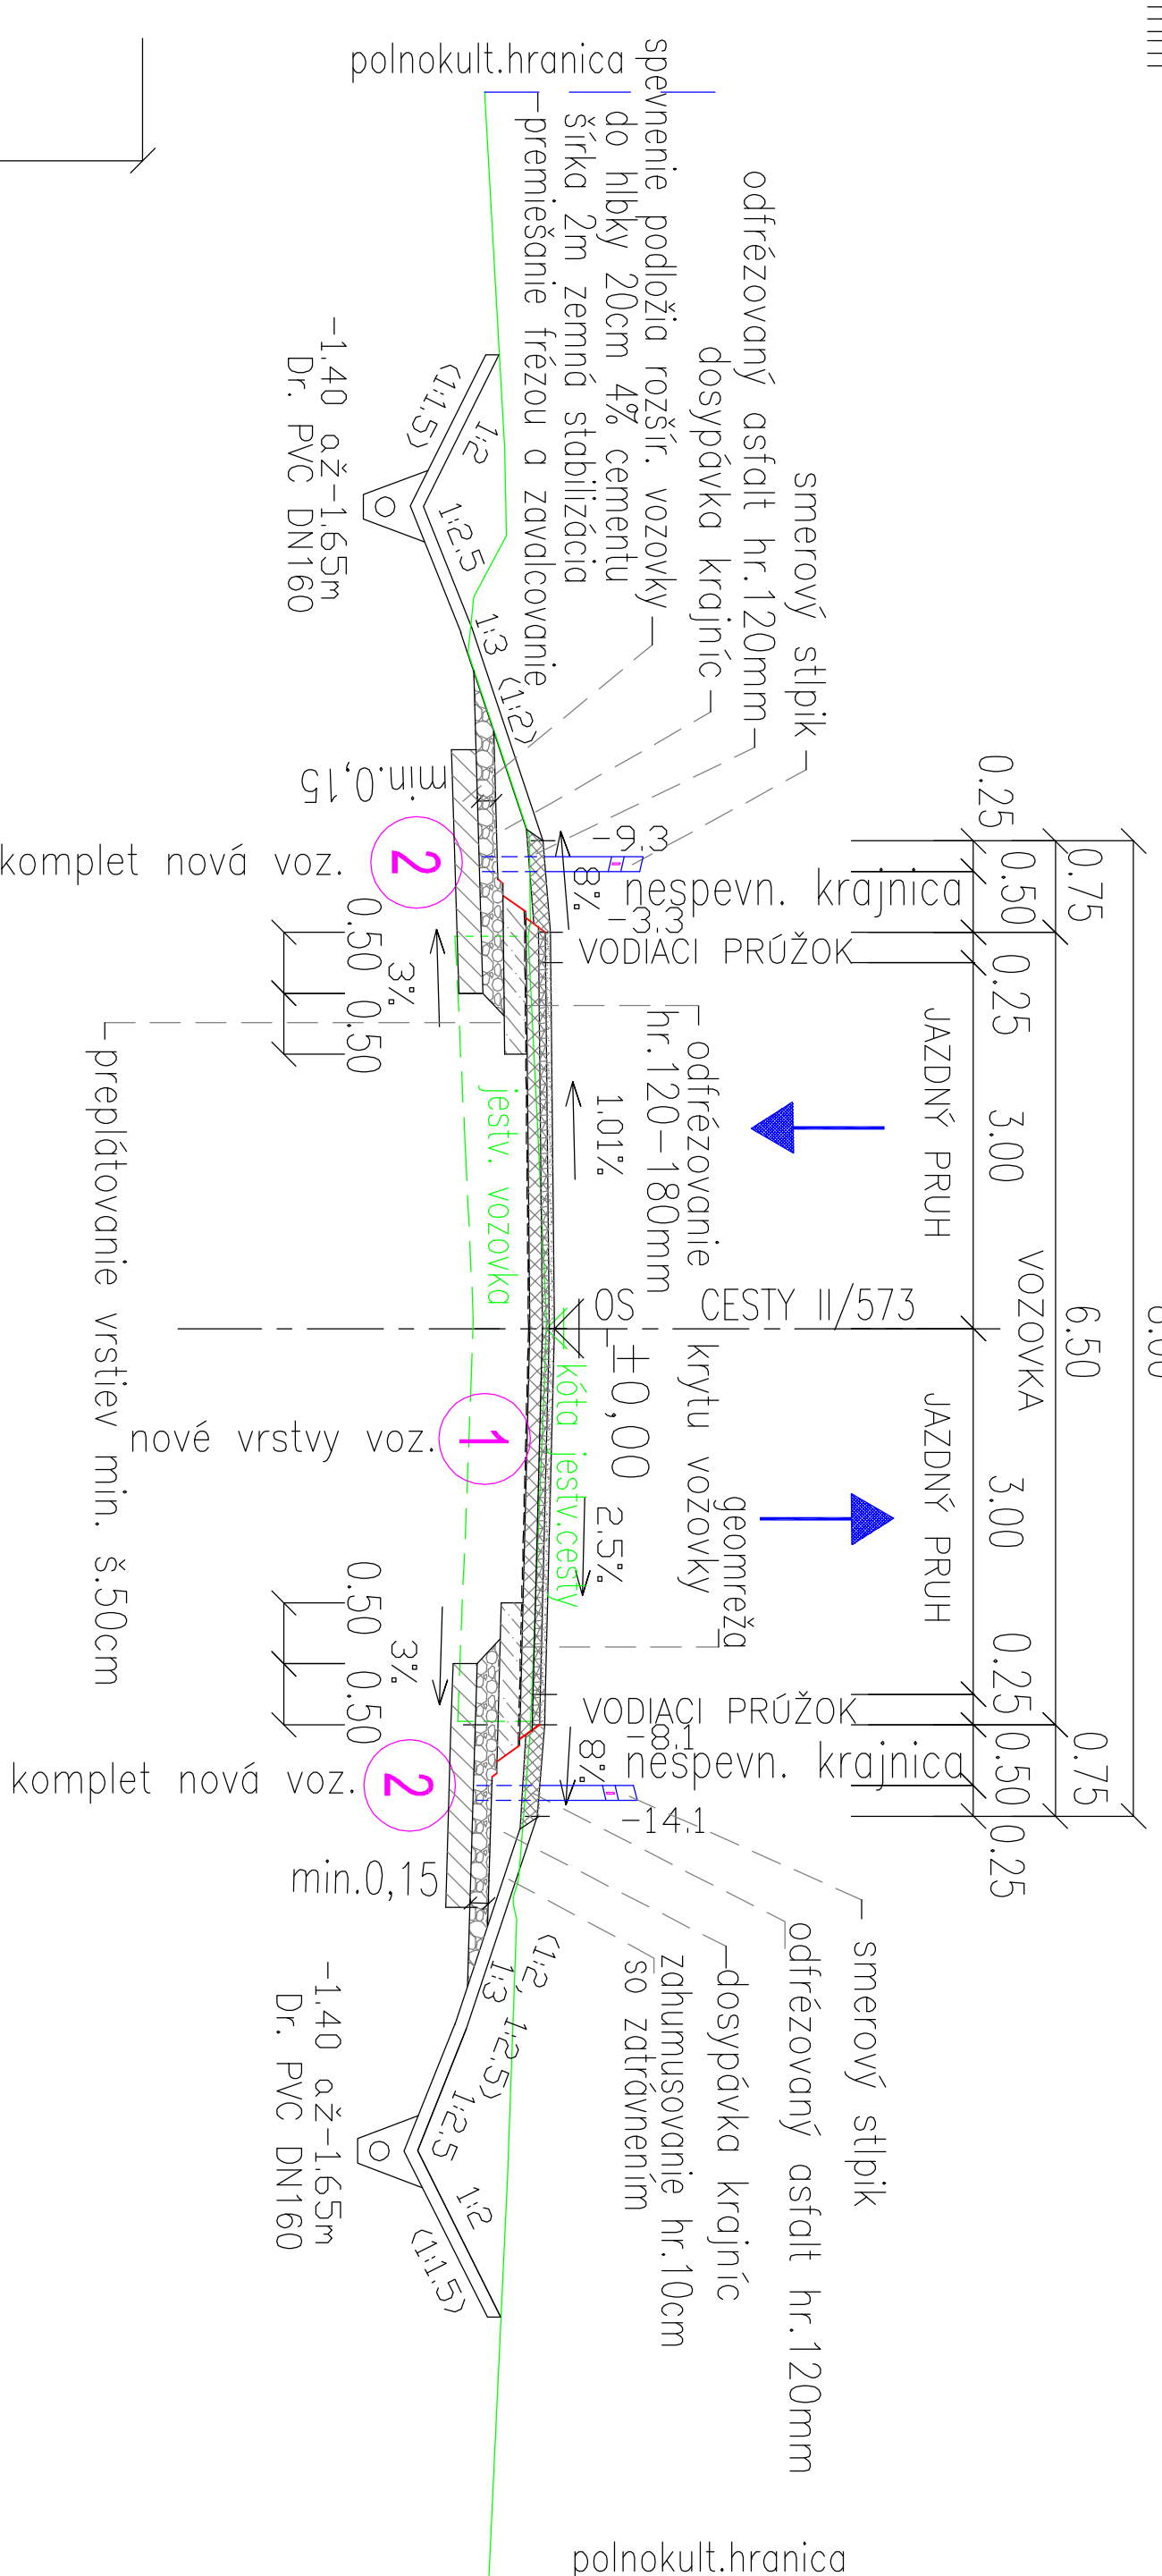 polnokult.hranica
spevnenie podložia rozšír. vozovky
do hlbky 20cm 4% cementu
šírka 2m zemná stabilizácia
premiešanie frézou a zavalcovanie
odfrézovaný asfalt hr.120mm
dosypávka krajníc
smerový stlpik
-1,40 až-1,65m
Dr. PVC DN160
(1:1,5)
1:2
1:2,5
1:3
(1:2)
min.0,15
komplet nová voz.
2
0.25
0.50
0.75
-9.3
8%
nespevn. krajnica
-3.3
VODIACI PRÚŽOK
0.25
0.50
0.50
3%
JAZDNÝ PRUH
3.00
odfrézovanie
hr.120-180mm
1.01%
jestv. vozovka
preplátovanie vrstiev min. š.50cm
VOZOVKA
6.50
OS CESTY II/573
±0,00
krytu vozovky
kóta jestv.cesty
nové vrstvy voz.
1
2.5%
geomreža
JAZDNÝ PRUH
3.00
0.50
0.50
3%
0.25
VODIACI PRÚŽOK
-8.1
8%
nespevn. krajnica
0.50
0.75
0.25
-14.1
komplet nová voz.
2
min.0,15
smerový stlpik
odfrézovaný asfalt hr.120mm
dosypávka krajníc
zahumusovanie hr.10cm
so zatrávnením
(1:2, 1:2,5)
1:3
1:2,5
1:2
(1:1,5)
-1,40 až-1,65m
Dr. PVC DN160
polnokult.hranica